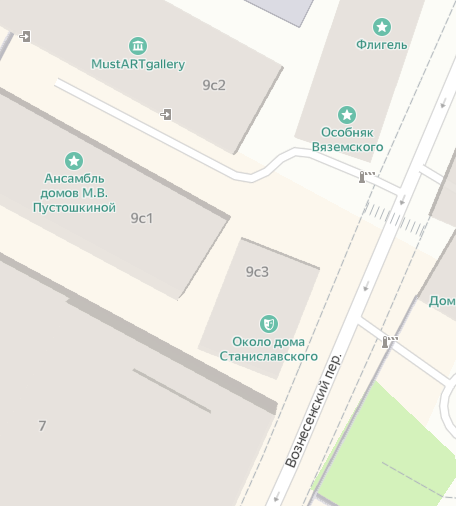 Флигель
MustARTgallery
9с2
Особняк
Вяземского
Ансамбль
домов М.В.
Пустошкиной
9с1
9с3
Дом
Около дома
Станиславского
Вознесенский пер.
7